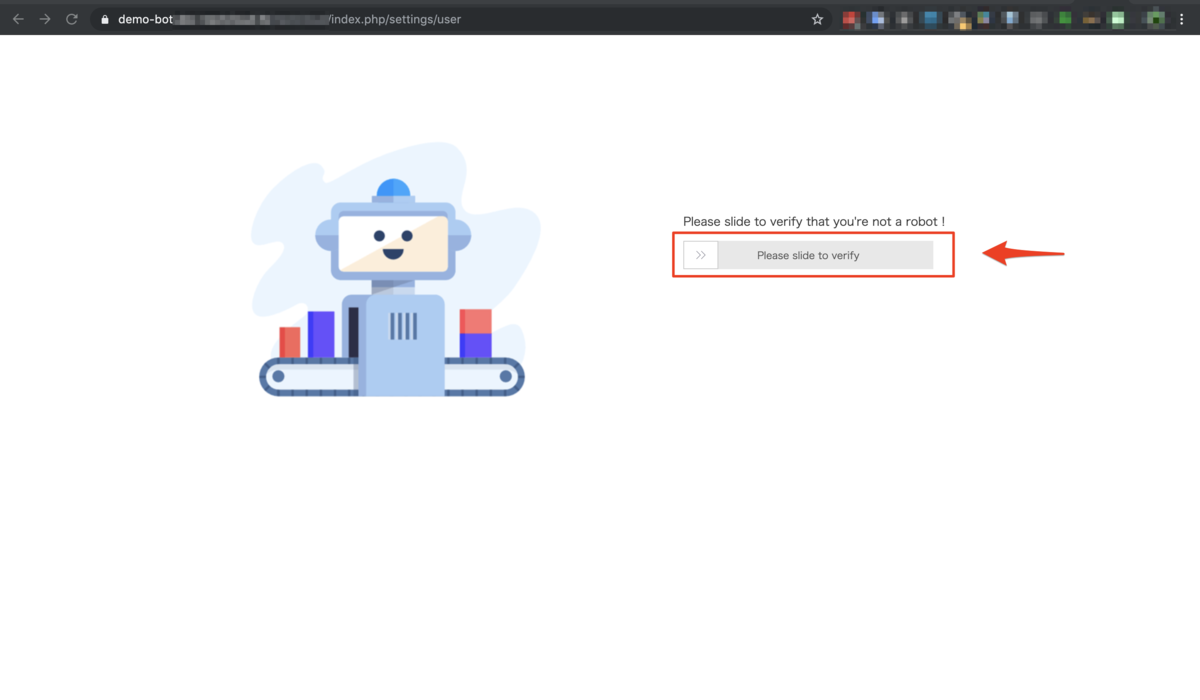 demo-bot
/index.php/settings/user
Please slide to verify that you're not a robot !
Please slide to verify